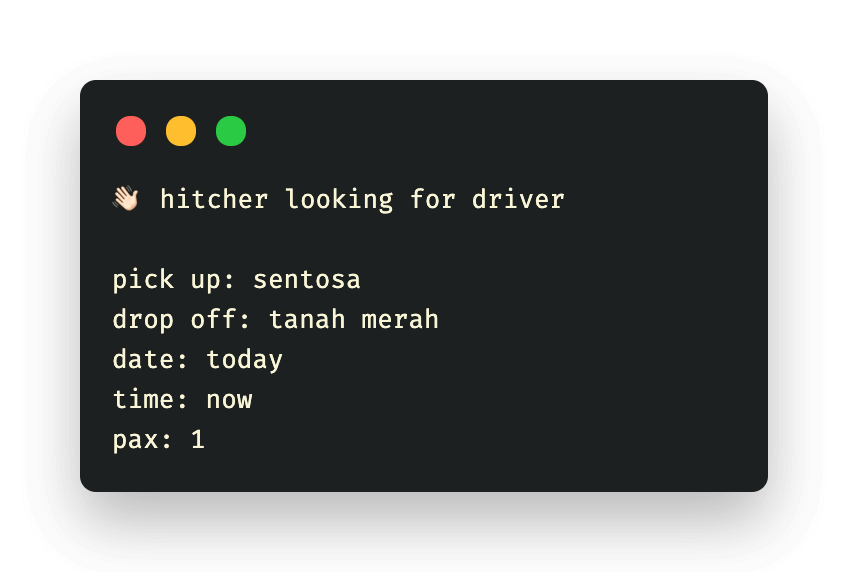 👋🏻 hitcher looking for driver
pick up: sentosa
drop off: tanah merah
date: today
time: now
pax: 1